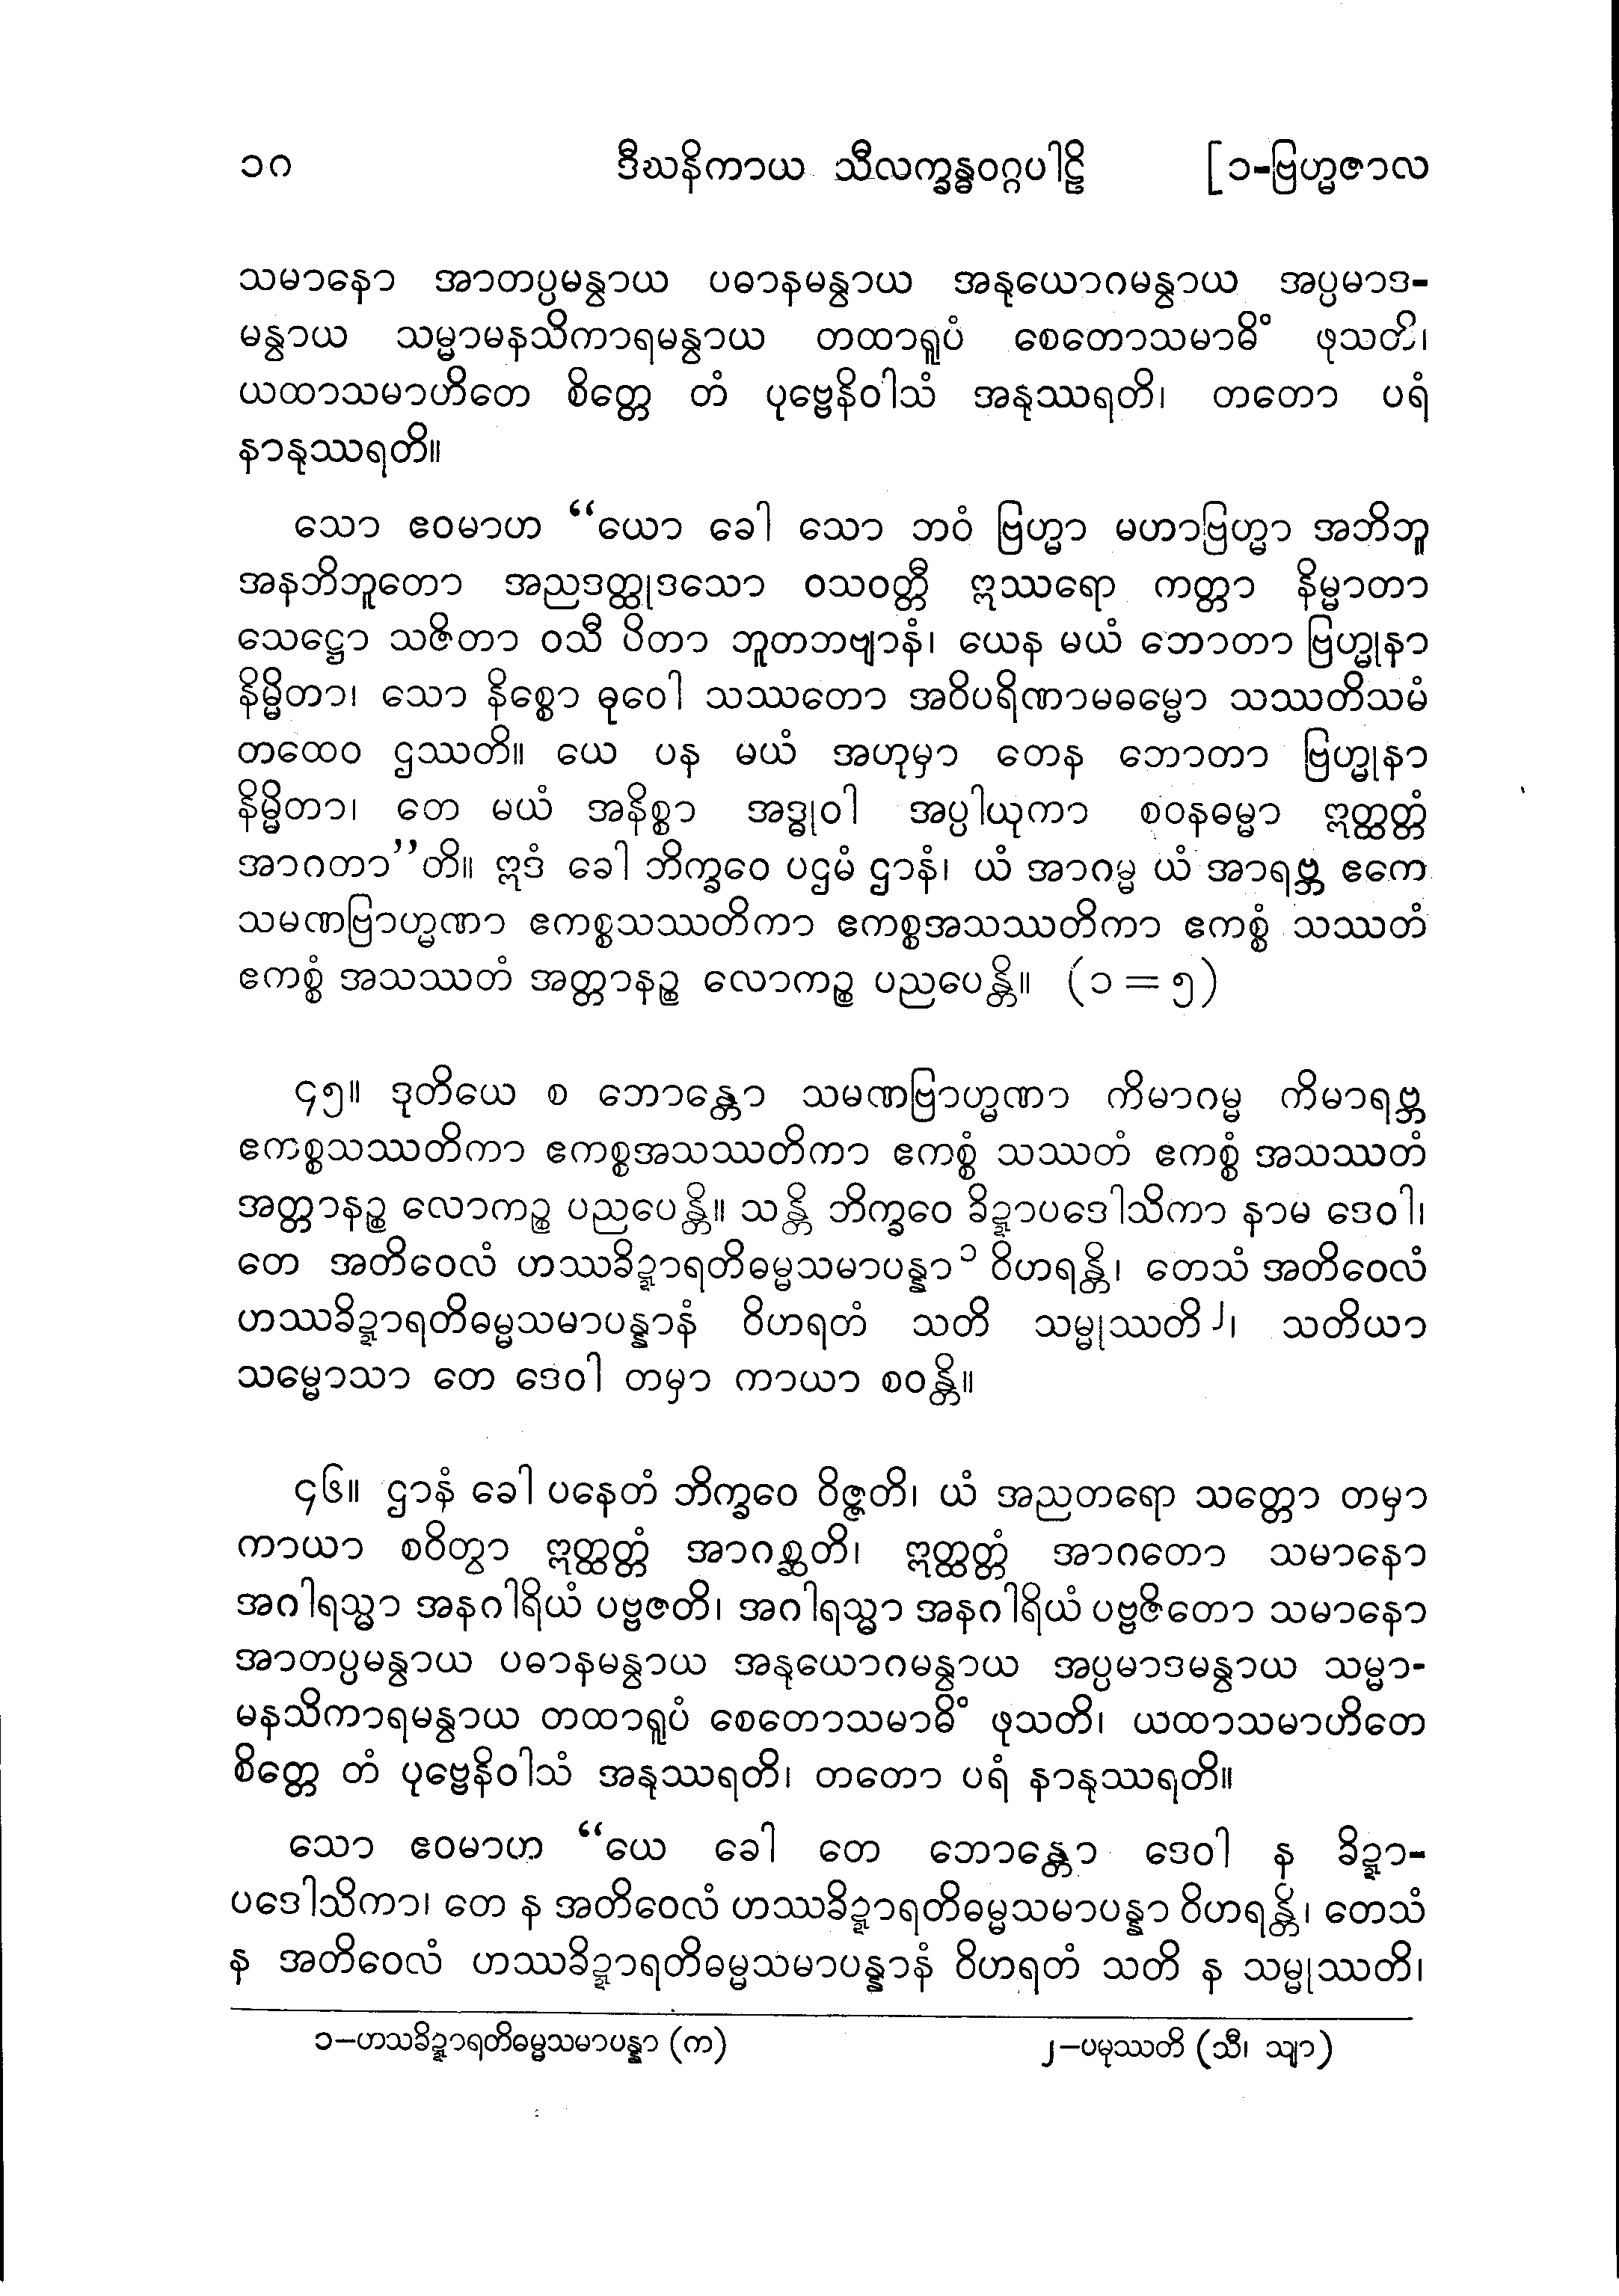 ၁ဂ ဒီဃနိကာယ သီလက္ခန္ဓဝဂ္ဂပါဠိ [၁-ဗြဟ္မဇာလ
သမာနော အာတပ္ပမန္ဝာယ ပဓာနမန္ဝာယ အနုယောဂမန္ဝာယ အပ္ပမာဒ-
မန္ဝာယ သမ္မာမနသိကာရမန္ဝာယ တထာရူပံ စေတောသမာဓိံ ဖုသတိ၊
ယထာသမာဟိတေ စိတ္တေ တံ ပုဗ္ဗေနိဝါသံ အနုဿရတိ၊ တတော ပရံ
နာနုဿရတိ။
သော ဧဝမာဟ “ယော ခေါ သော ဘဝံ ဗြဟ္မာ မဟာဗြဟ္မာ အဘိဘူ
အနဘိဘူတော အညဒတ္ထုဒသော ဝသဝတ္တီ ဣဿရော ကတ္တာ နိမ္မာတာ
သေဋ္ဌော သဇိတာ ဝသီ ပိတာ ဘူတဘဗျာနံ၊ ယေန မယံ ဘောတာ ဗြဟ္မုနာ
နိမ္မိတာ၊ သော နိစ္စော ဓုဝေါ သဿတော အဝိပရိဏာမဓမ္မော သဿတိသမံ
တထေဝ ဌဿတိ။ ယေ ပန မယံ အဟုမှာ တေန ဘောတာ ဗြဟ္မုနာ
နိမ္မိတာ၊ တေ မယံ အနိစ္စာ အဒ္ဓုဝါ အပ္ပါယုကာ စဝနဓမ္မာ ဣတ္ထတ္တံ
အာဂတာ”တိ။ ဣဒံ ခေါ ဘိက္ခဝေ ပဌမံ ဌာနံ၊ ယံ အာဂမ္မ ယံ အာရဗ္ဘ ဧကေ
သမဏဗြာဟ္မဏာ ဧကစ္စသဿတိကာ ဧကစ္စအသဿတိကာ ဧကစ္စံ သဿတံ
ဧကစ္စံ အသဿတံ အတ္တာနဉ္စ လောကဉ္စ ပညပေန္တိ။ (၁ = ၅)
၄၅။ ဒုတိယေ စ ဘောန္တော သမဏဗြာဟ္မဏာ ကိမာဂမ္မ ကိမာရဗ္ဘ
ဧကစ္စသဿတိကာ ဧကစ္စအသဿတိကာ ဧကစ္စံ သဿတံ ဧကစ္စံ အသဿတံ
အတ္တာနဉ္စ လောကဉ္စ ပညပေန္တိ။ သန္တိ ဘိက္ခဝေ ခိဍ္ဍာပဒေါသိကာ နာမ ဒေဝါ၊
တေ အတိဝေလံ ဟဿခိဍ္ဍာရတိဓမ္မသမာပန္နာ၁ ဝိဟရန္တိ၊ တေသံ အတိဝေလံ
ဟဿခိဍ္ဍာရတိဓမ္မသမာပန္နာနံ ဝိဟရတံ သတိ သမ္မုဿတိ၂၊ သတိယာ
သမ္မောသာ တေ ဒေဝါ တမှာ ကာယာ စဝန္တိ။
၄၆။ ဌာနံ ခေါ ပနေတံ ဘိက္ခဝေ ဝိဇ္ဇတိ၊ ယံ အညတရော သတ္တော တမှာ
ကာယာ စဝိတွာ ဣတ္ထတ္တံ အာဂစ္ဆတိ၊ ဣတ္ထတ္တံ အာဂတော သမာနော
အဂါရသ္မာ အနဂါရိယံ ပဗ္ဗဇတိ၊ အဂါရသ္မာ အနဂါရိယံ ပဗ္ဗဇိတော သမာနော
အာတပ္ပမန္ဝာယ ပဓာနမန္ဝာယ အနုယောဂမန္ဝာယ အပ္ပမာဒမန္ဝာယ သမ္မာ-
မနသိကာရမန္ဝာယ တထာရူပံ စေတောသမာဓိံ ဖုသတိ၊ ယထာသမာဟိတေ
စိတ္တေ တံ ပုဗ္ဗေနိဝါသံ အနုဿရတိ၊ တတော ပရံ နာနုဿရတိ။
သော ဧဝမာဟ “ယေ ခေါ တေ ဘောန္တော ဒေဝါ န ခိဍ္ဍာ-
ပဒေါသိကာ၊ တေ န အတိဝေလံ ဟဿခိဍ္ဍာရတိဓမ္မသမာပန္နာ ဝိဟရန္တိ၊ တေသံ
န အတိဝေလံ ဟဿခိဍ္ဍာရတိဓမ္မသမာပန္နာနံ ဝိဟရတံ သတိ န သမ္မုဿတိ၊
၁–ဟသခိဍ္ဍာရတိဓမ္မသမာပန္နာ (က) ၂–ပမုဿတိ (သီ၊ သျာ)